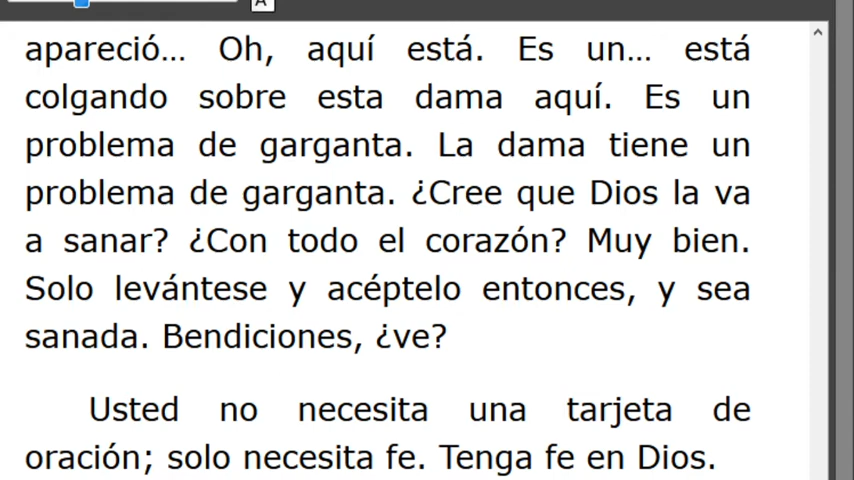 A
apareció... Oh, aquí está. Es un... está
colgando sobre esta dama aquí. Es un
problema de garganta. La dama tiene un
problema de garganta. ¿Cree que Dios la va
a sanar? ¿Con todo el corazón? Muy bien.
Solo levántese y acéptelo entonces, y sea
sanada. Bendiciones, ¿ve?
Usted no necesita una tarjeta de
oración; solo necesita fe. Tenga fe en Dios.